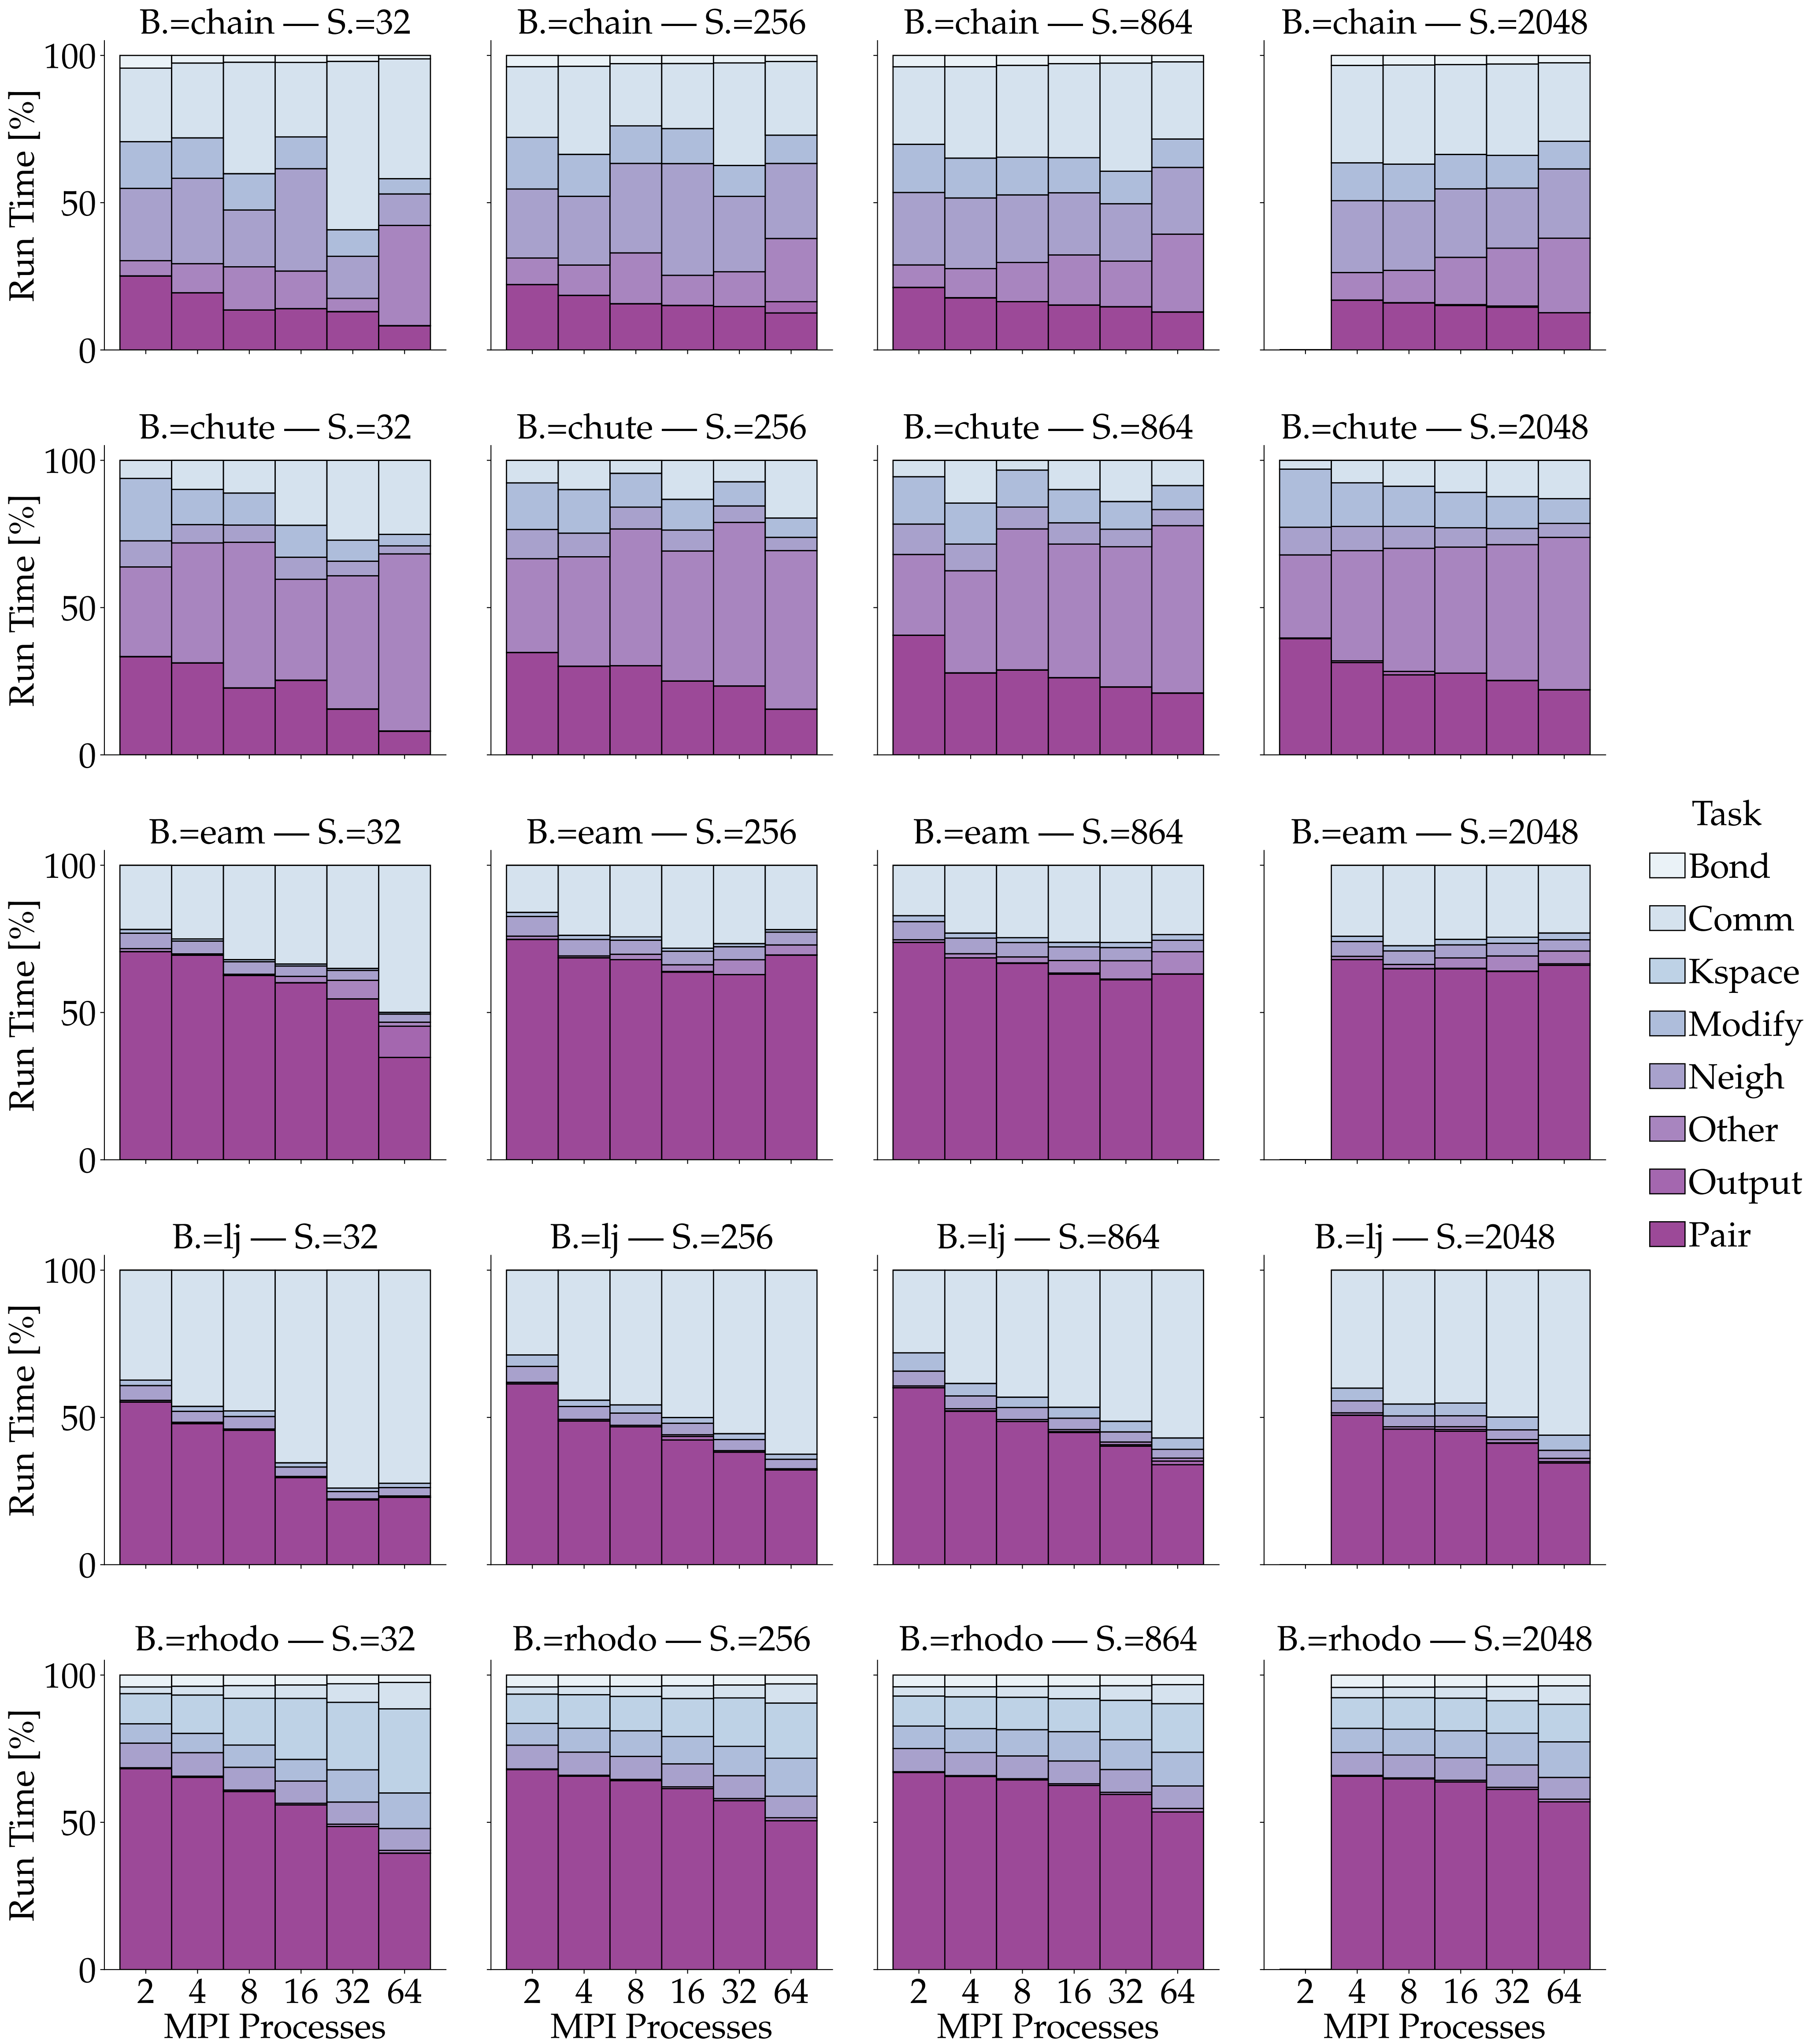 B.=chain — S.=32
B.=chain — S.=256
B.=chain — S.=864
B.=chain — S.=2048
100
50
0
Run Time [%]
B.=chute — S.=32
B.=chute — S.=256
B.=chute — S.=864
B.=chute — S.=2048
100
50
0
Run Time [%]
B.=eam — S.=32
B.=eam — S.=256
B.=eam — S.=864
B.=eam — S.=2048
100
50
0
Run Time [%]
Task
Bond
Comm
Kspace
Modify
Neigh
Other
Output
Pair
B.=lj — S.=32
B.=lj — S.=256
B.=lj — S.=864
B.=lj — S.=2048
100
50
0
Run Time [%]
B.=rhodo — S.=32
B.=rhodo — S.=256
B.=rhodo — S.=864
B.=rhodo — S.=2048
100
50
0
Run Time [%]
2 4 8 16 32 64
MPI Processes
2 4 8 16 32 64
MPI Processes
2 4 8 16 32 64
MPI Processes
2 4 8 16 32 64
MPI Processes